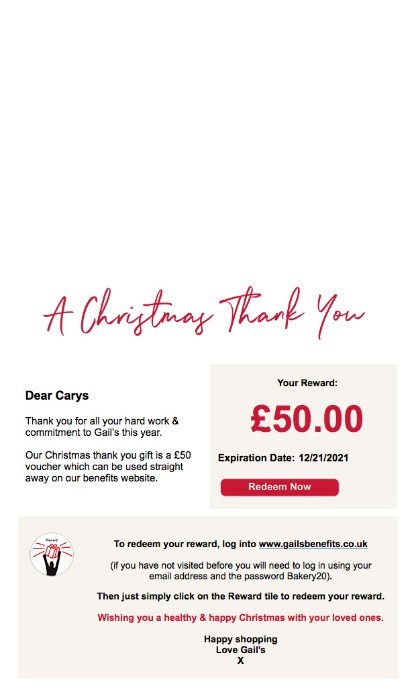 A Christmas Thank You
Dear Carys
Thank you for all your hard work &
commitment to Gail's this year.
Our Christmas thank you gift is a £50
voucher which can be used straight
away on our benefits website.
Your Reward:
£50.00
Expiration Date: 12/21/2021
Redeem Now
Reward
To redeem your reward, log into www.gailsbenefits.co.uk
(if you have not visited before you will need to log in using your
email address and the password Bakery20).
Then just simply click on the Reward tile to redeem your reward.
Wishing you a healthy & happy Christmas with your loved ones.
Happy shopping
Love Gail's
X